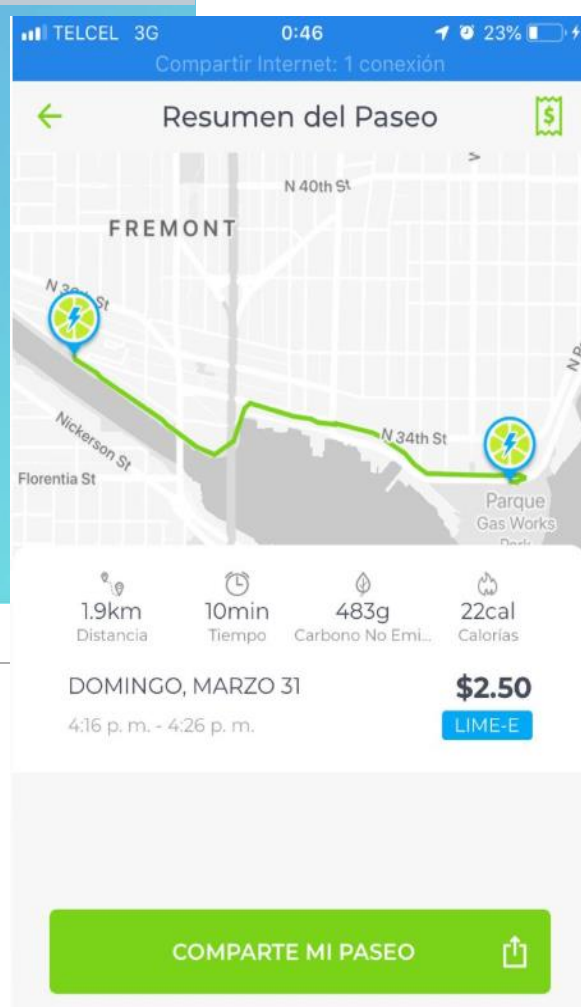 TELCEL 3G 0:46 23%
Compartir Internet: 1 conexión
Resumen del Paseo
N 40th St
FREMONT
N 34th St
Nickerson St
Florentia St
Parque
Gas Works
1.9km 10min 483g 22cal
Distancia Tiempo Carbono No Emi... Calorías
DOMINGO, MARZO 31 $2.50
4:16 p. m. - 4:26 p. m. LIME-E
COMPARTE MI PASEO